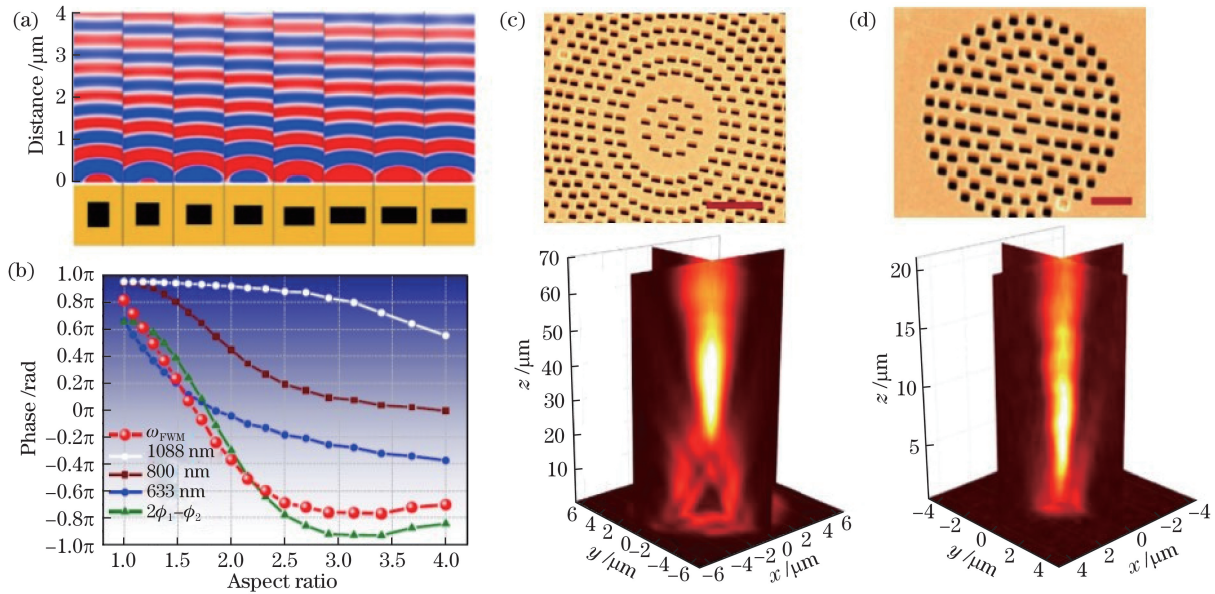 (a)
Distance /μm
4
3
2
1
0
(b)
Phase /rad
1.0π
0.8π
0.6π
0.4π
0.2π
0π
−0.2π
−0.4π
−0.6π
−0.8π
−1.0π
ω_FWM
1088 nm
800 nm
633 nm
2ϕ₁−ϕ₂
1.0 1.5 2.0 2.5 3.0 3.5 4.0
Aspect ratio
(c)
z /μm
70
60
50
40
30
20
10
6 4 2 0 −2 −4 −6
y /μm
−6 −4 −2 0 2 4 6
x /μm
(d)
z /μm
20
15
10
5
−4 −2 0 2 4
y /μm
4 2 0 −2 −4
x /μm